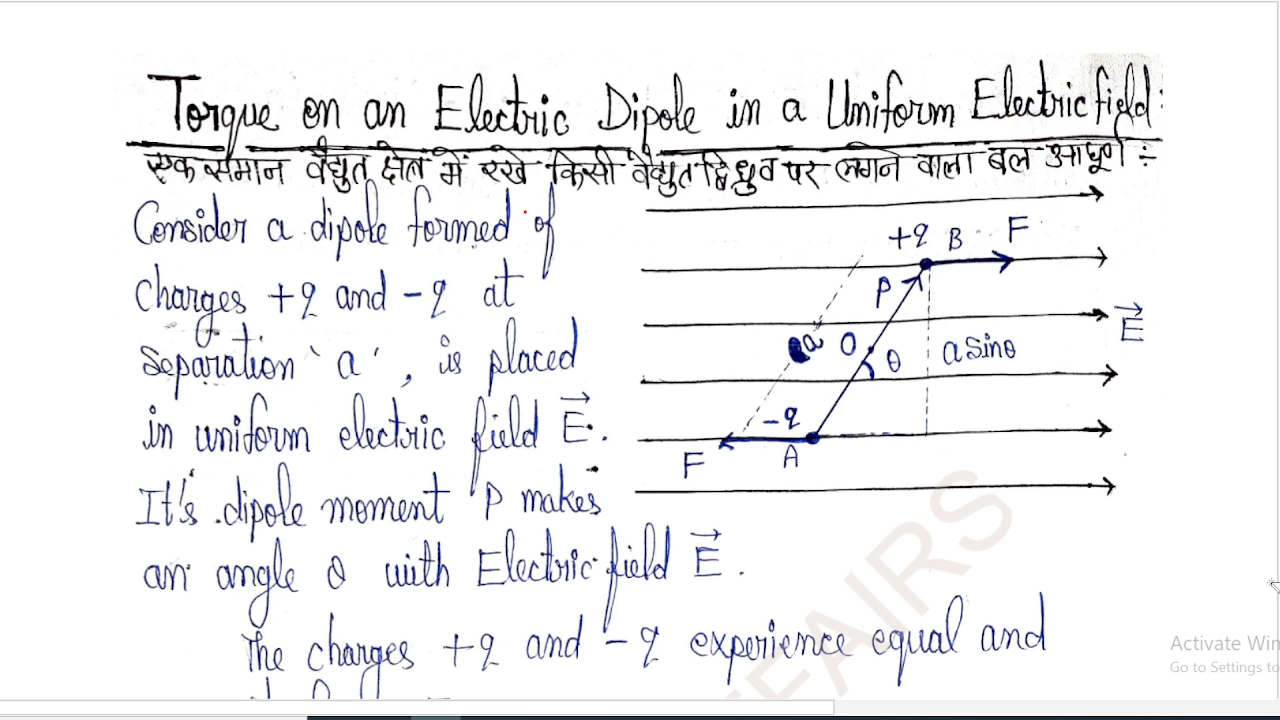 Torque on an Electric Dipole in a Uniform Electric field:
एक समान वैद्युत क्षेत्र में रखे किसी वैद्युत द्विध्रुव पर लगने वाला बल आघूर्ण ÷
Consider a dipole formed of
charges +q and -q at
separation 'a', is placed
in uniform electric field E⃗.
It's dipole moment P makes
an angle θ with Electric field E⃗.
The charges +q and -q experience equal and
+q B F
P
a O θ a sinθ
E⃗
-q
F A
FAIRS
Activate Win
Go to Settings to